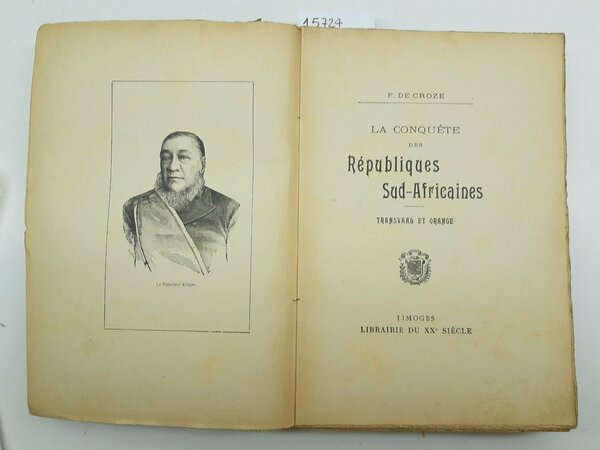 15724
Le Président Krüger.
F. DE CROZE
LA CONQUÊTE
DES
Républiques
Sud-Africaines
TRANSVAAL ET ORANGE
LIMOGES
LIBRAIRIE DU XXᵉ SIÈCLE